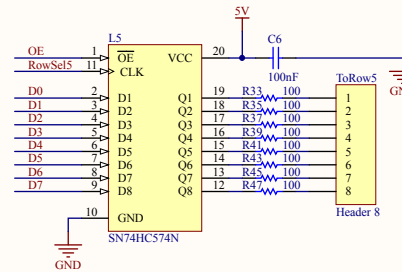 5V
L5
C6
OE 1 OE VCC 20
RowSel5 11 CLK
100nF ToRow5
GN
D0 2 D1 Q1 19 R33 100 1
D1 3 D2 Q2 18 R35 100 2
D2 4 D3 Q3 17 R37 100 3
D3 5 D4 Q4 16 R39 100 4
D4 6 D5 Q5 15 R41 100 5
D5 7 D6 Q6 14 R43 100 6
D6 8 D7 Q7 13 R45 100 7
D7 9 D8 Q8 12 R47 100 8
10 GND
Header 8
SN74HC574N
GND